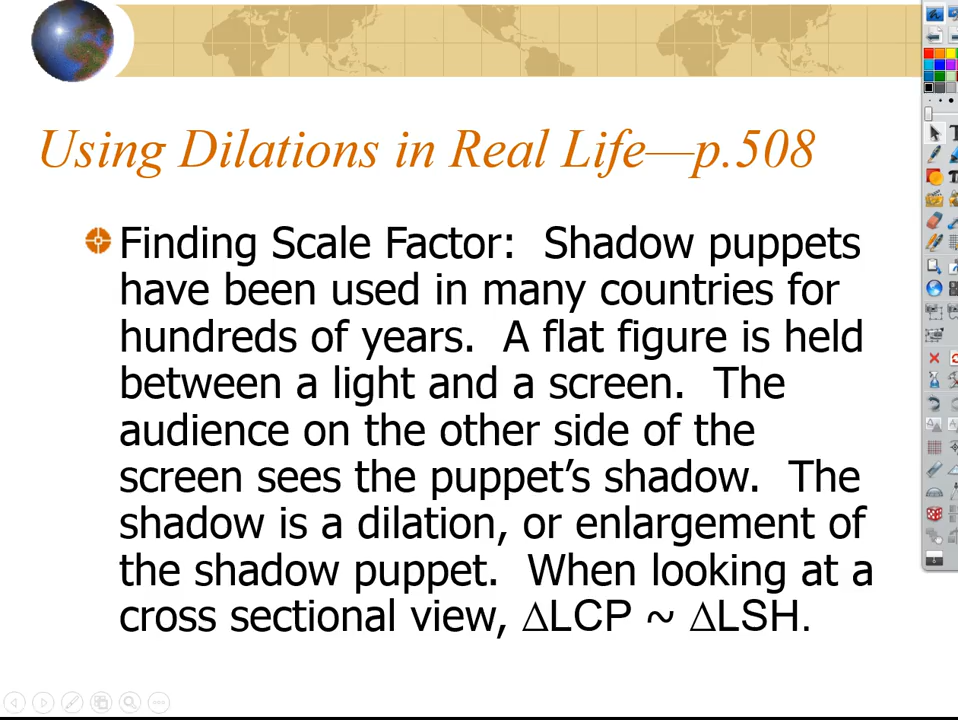 Using Dilations in Real Life—p.508
Finding Scale Factor:  Shadow puppets
have been used in many countries for
hundreds of years.  A flat figure is held
between a light and a screen.  The
audience on the other side of the
screen sees the puppet’s shadow.  The
shadow is a dilation, or enlargement of
the shadow puppet.  When looking at a
cross sectional view, ∆LCP ~ ∆LSH.